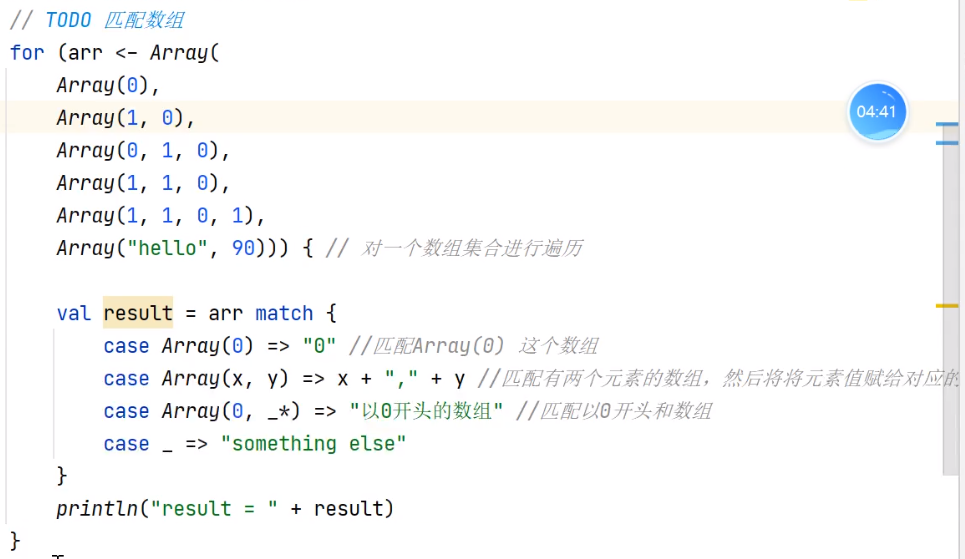 // TODO 匹配数组
for (arr <- Array(
    Array(0),
    Array(1, 0),
04:41
    Array(0, 1, 0),
    Array(1, 1, 0),
    Array(1, 1, 0, 1),
    Array("hello", 90))) { // 对一个数组集合进行遍历
    val result = arr match {
        case Array(0) => "0" //匹配Array(0) 这个数组
        case Array(x, y) => x + "," + y //匹配有两个元素的数组，然后将将元素值赋给对应的
        case Array(0, _*) => "以0开头的数组" //匹配以0开头和数组
        case _ => "something else"
    }
    println("result = " + result)
}